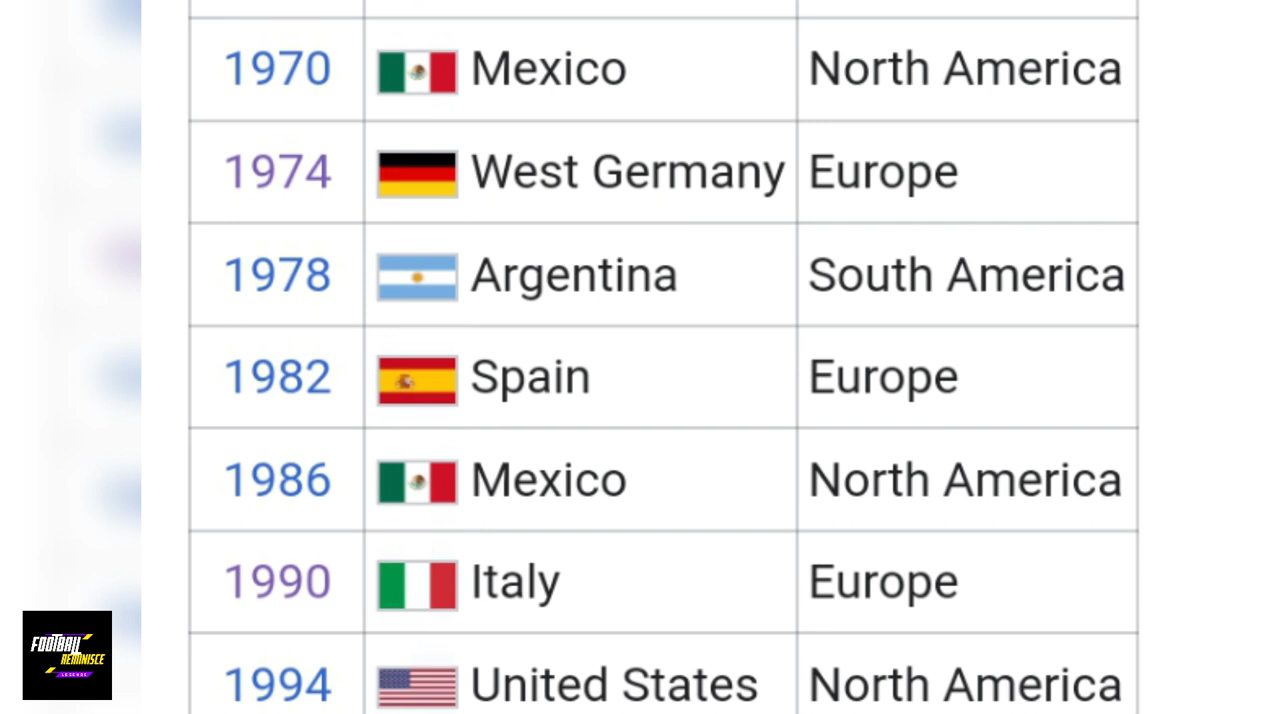 1970 Mexico North America
1974 West Germany Europe
1978 Argentina South America
1982 Spain Europe
1986 Mexico North America
1990 Italy Europe
1994 United States North America
FOOTBALL
REMINISCE
LEGENDS